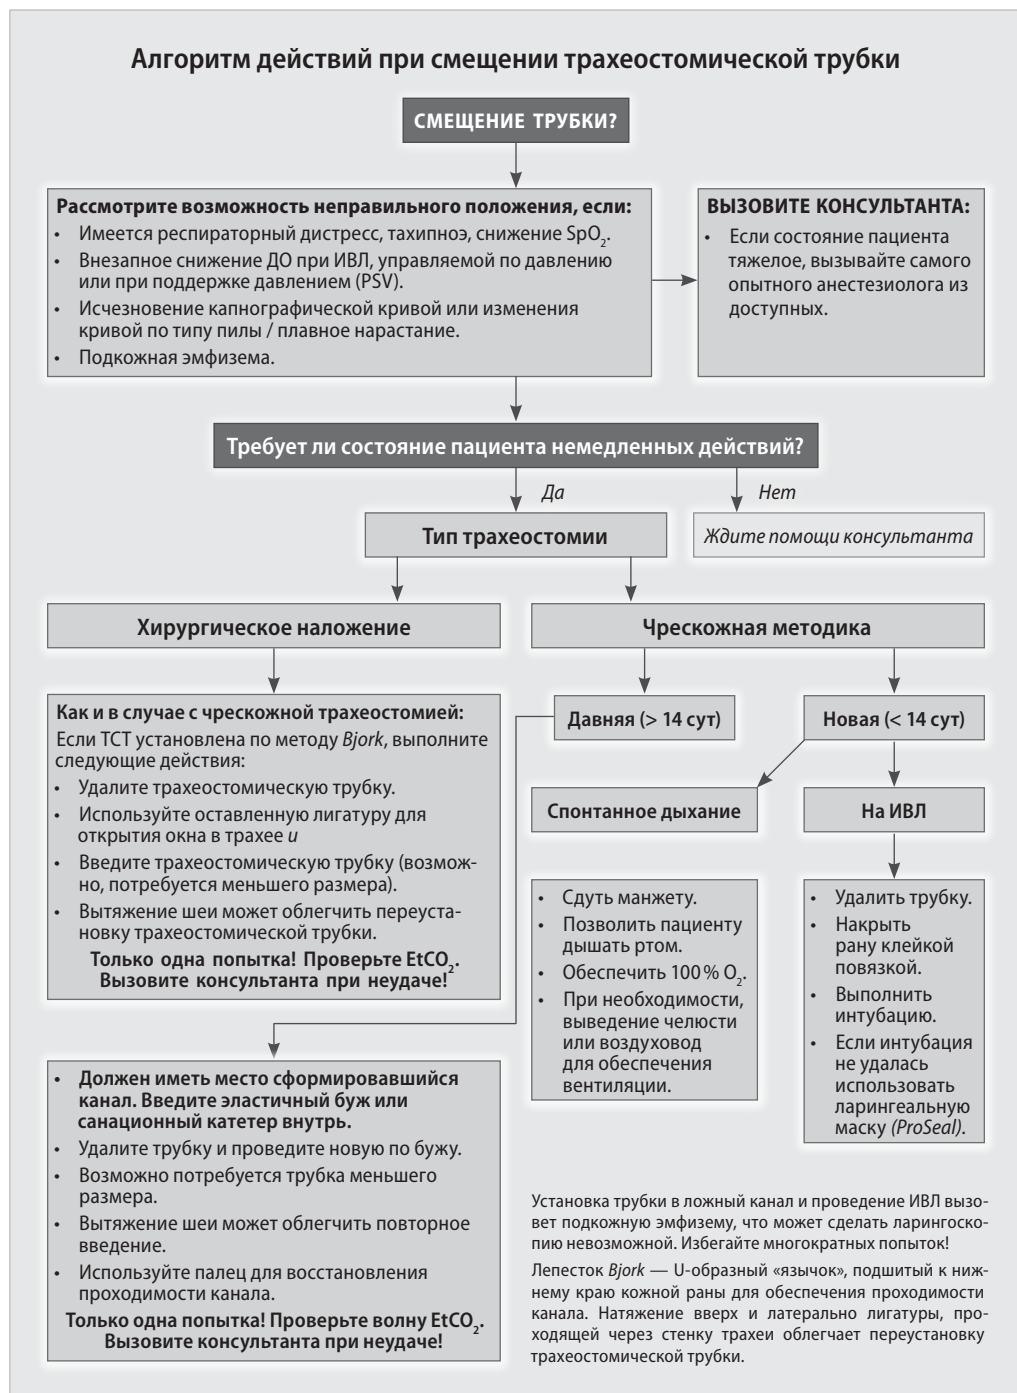 Алгоритм действий при смещении трахеостомической трубки
СМЕЩЕНИЕ ТРУБКИ?
Рассмотрите возможность неправильного положения, если:
• Имеется респираторный дистресс, тахипноэ, снижение SpO₂.
• Внезапное снижение ДО при ИВЛ, управляемой по давлению
или при поддержке давлением (PSV).
• Исчезновение капнографической кривой или изменения
кривой по типу пилы / плавное нарастание.
• Подкожная эмфизема.
ВЫЗОВИТЕ КОНСУЛЬТАНТА:
• Если состояние пациента
тяжелое, вызывайте самого
опытного анестезиолога из
доступных.
Требует ли состояние пациента немедленных действий?
Да
Нет
Тип трахеостомии
Ждите помощи консультанта
Хирургическое наложение
Чрескожная методика
Как и в случае с чрескожной трахеостомией:
Если ТСТ установлена по методу Bjork, выполните
следующие действия:
• Удалите трахеостомическую трубку.
• Используйте оставленную лигатуру для
открытия окна в трахее и
• Введите трахеостомическую трубку (возмож-
но, потребуется меньшего размера).
• Вытяжение шеи может облегчить переуста-
новку трахеостомической трубки.
Только одна попытка! Проверьте EtCO₂.
Вызовите консультанта при неудаче!
Давняя (> 14 сут)
Новая (< 14 сут)
Спонтанное дыхание
На ИВЛ
• Сдуть манжету.
• Позволить пациенту
дышать ртом.
• Обеспечить 100 % O₂.
• При необходимости,
выведение челюсти
или воздуховод
для обеспечения
вентиляции.
• Удалить трубку.
• Накрыть
рану клейкой
повязкой.
• Выполнить
интубацию.
• Если интубация
не удалась
использовать
ларингеальную
маску (ProSeal).
• Должен иметь место сформировавшийся
канал. Введите эластичный буж или
санационный катетер внутрь.
• Удалите трубку и проведите новую по бужу.
• Возможно потребуется трубка меньшего
размера.
• Вытяжение шеи может облегчить повторное
введение.
• Используйте палец для восстановления
проходимости канала.
Только одна попытка! Проверьте волну EtCO₂.
Вызовите консультанта при неудаче!
Установка трубки в ложный канал и проведение ИВЛ вызо-
вет подкожную эмфизему, что может сделать ларингоско-
пию невозможной. Избегайте многократных попыток!
Лепесток Bjork — U-образный «язычок», подшитый к ниж-
нему краю кожной раны для обеспечения проходимости
канала. Натяжение вверх и латерально лигатуры, про-
ходящей через стенку трахеи облегчает переустановку
трахеостомической трубки.